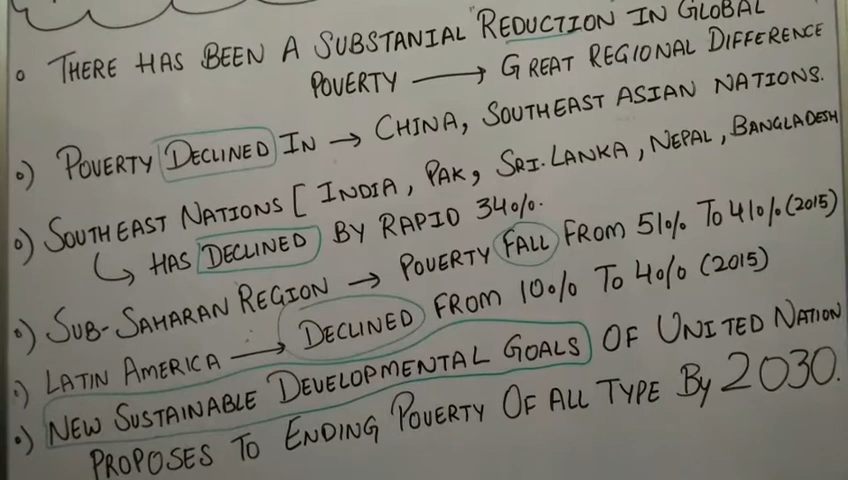 ° THERE HAS BEEN A SUBSTANIAL "REDUCTION IN GLOBAL
POVERTY → GREAT REGIONAL DIFFERENCE
°) POVERTY DECLINED IN → CHINA, SOUTHEAST ASIAN NATIONS.
°) SOUTHEAST NATIONS [ INDIA, PAK, SRI.LANKA, NEPAL, BANGLADESH
↳ HAS DECLINED BY RAPID 34%.
°) SUB-SAHARAN REGION → POVERTY FALL FROM 51% TO 41% (2015)
°) LATIN AMERICA → DECLINED FROM 10% TO 4% (2015)
°) NEW SUSTAINABLE DEVELOPMENTAL GOALS OF UNITED NATION
PROPOSES TO ENDING POVERTY OF ALL TYPE BY 2030.